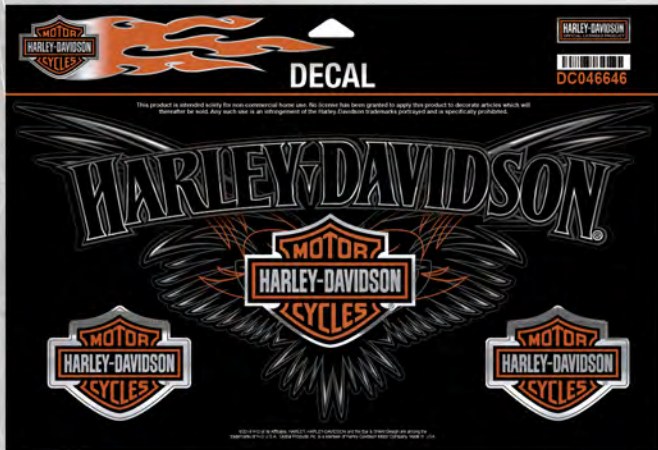 MOTOR
HARLEY-DAVIDSON
CYCLES
DECAL
HARLEY-DAVIDSON
DC046646
This product is intended solely for non-commercial home use. No license has been granted to apply this product to decorate articles which will
thereafter be sold. Any such use is an infringement of the Harley-Davidson trademarks portrayed and is specifically prohibited.
HARLEY-DAVIDSON®
MOTOR
HARLEY-DAVIDSON
CYCLES
MOTOR
HARLEY-DAVIDSON
CYCLES
MOTOR
HARLEY-DAVIDSON
CYCLES